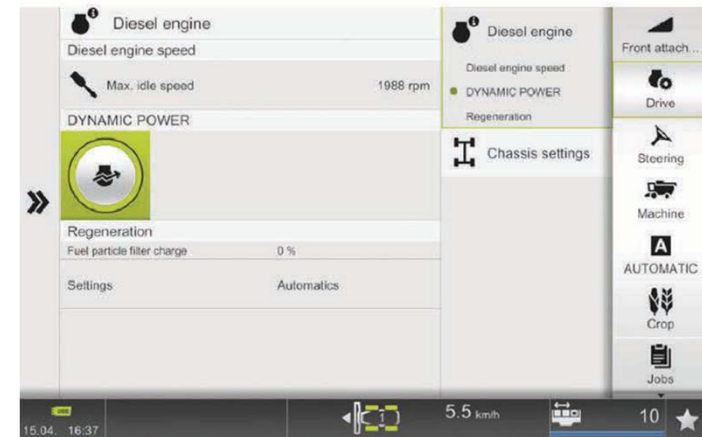 Diesel engine
Diesel engine speed
Max. idle speed 1988 rpm
DYNAMIC POWER
Regeneration
Fuel particle filter charge 0 %
Settings Automatics
Diesel engine
Diesel engine speed
DYNAMIC POWER
Regeneration
Chassis settings
Front attach...
Drive
Steering
Machine
A
AUTOMATIC
Crop
Jobs
15.04. 16:37
1
5.5 km/h
10